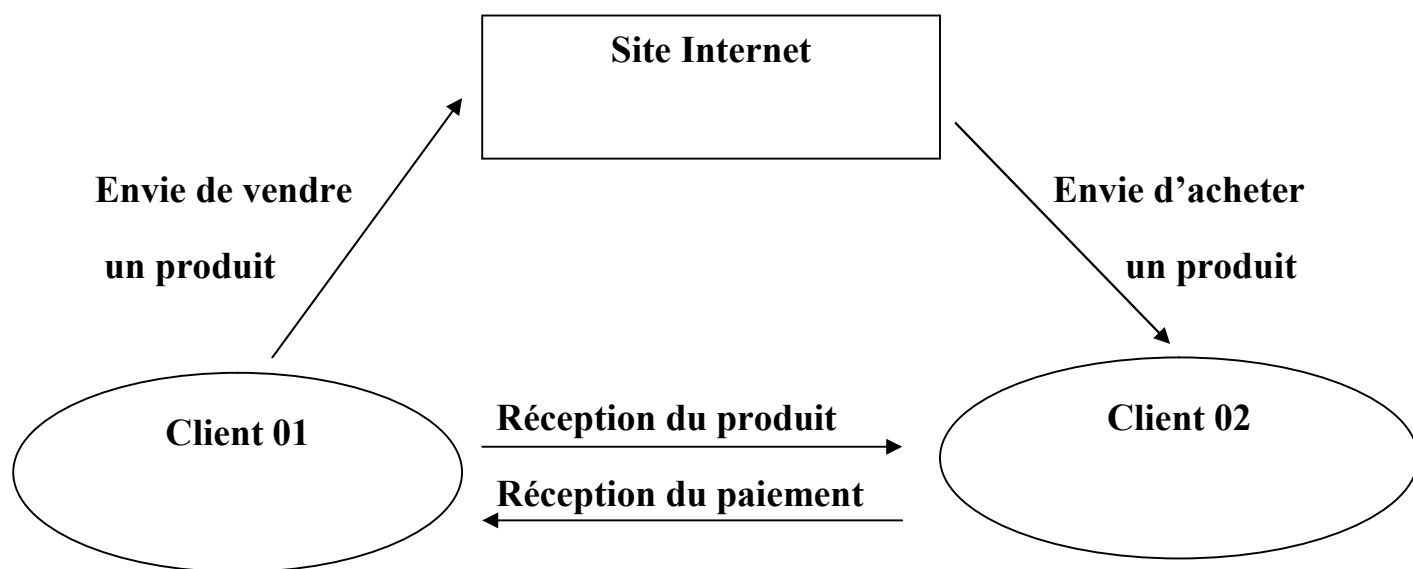 Site Internet
Envie de vendre
un produit
Envie d’acheter
un produit
Client 01
Réception du produit
Réception du paiement
Client 02